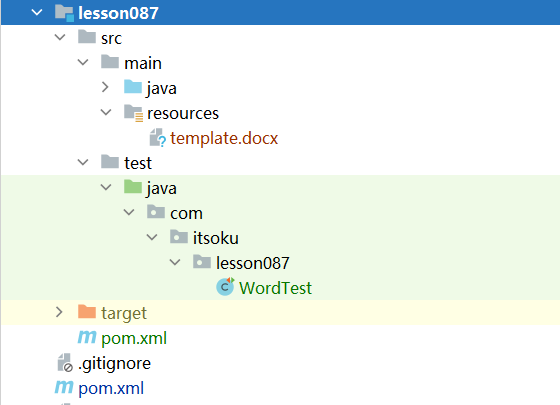 lesson087
src
main
java
resources
template.docx
test
java
com
itsoku
lesson087
WordTest
target
pom.xml
.gitignore
pom.xml